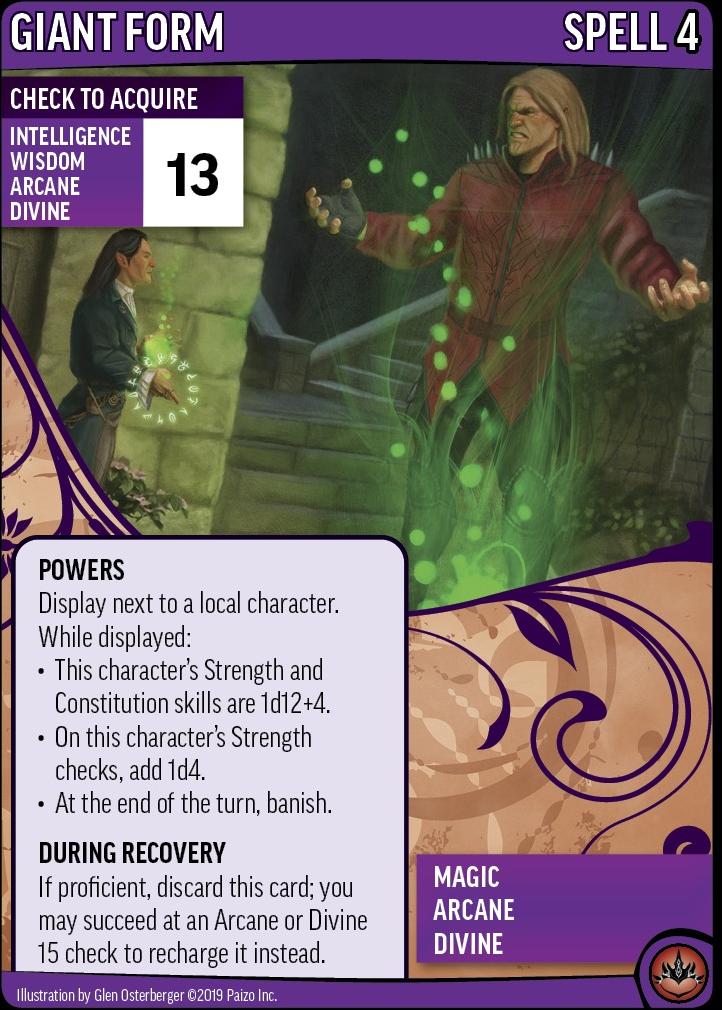 GIANT FORM SPELL 4
CHECK TO ACQUIRE
INTELLIGENCE
WISDOM
ARCANE
DIVINE
13
POWERS
Display next to a local character.
While displayed:
• This character's Strength and
Constitution skills are 1d12+4.
• On this character's Strength
checks, add 1d4.
• At the end of the turn, banish.
DURING RECOVERY
If proficient, discard this card; you
may succeed at an Arcane or Divine
15 check to recharge it instead.
MAGIC
ARCANE
DIVINE
Illustration by Glen Osterberger ©2019 Paizo Inc.